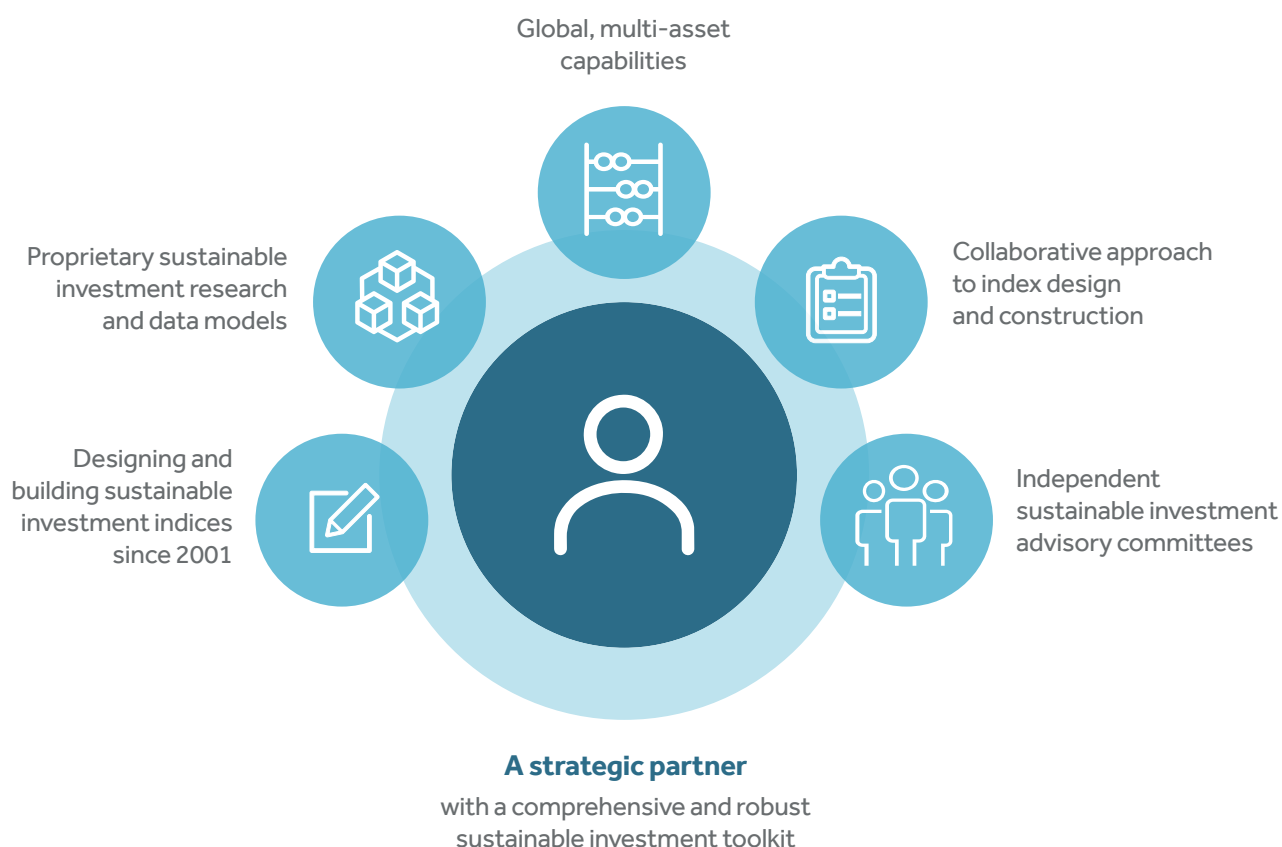 Global, multi-asset
capabilities
Proprietary sustainable
investment research
and data models
Collaborative approach
to index design
and construction
Designing and
building sustainable
investment indices
since 2001
Independent
sustainable investment
advisory committees
A strategic partner
with a comprehensive and robust
sustainable investment toolkit